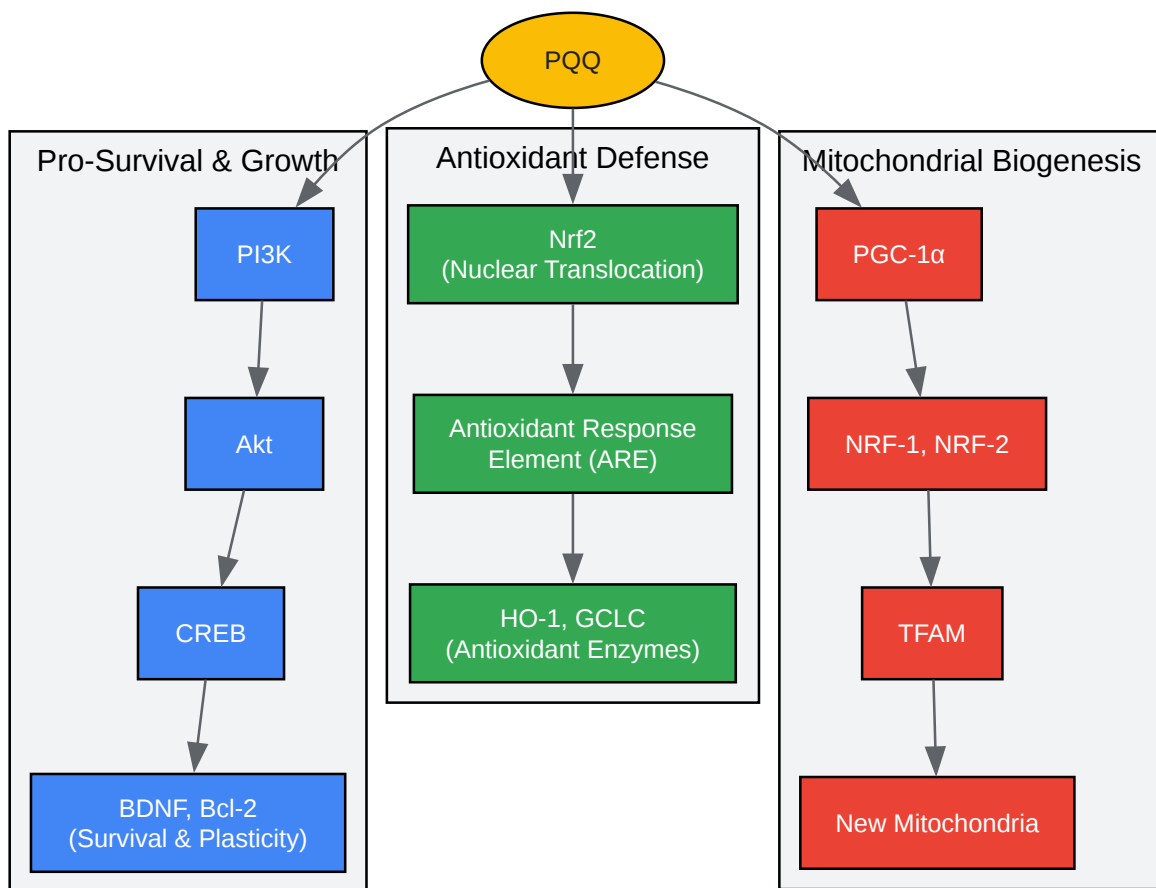 PQQ
Pro-Survival & Growth
PI3K
Akt
CREB
BDNF, Bcl-2
(Survival & Plasticity)
Antioxidant Defense
Nrf2
(Nuclear Translocation)
Antioxidant Response
Element (ARE)
HO-1, GCLC
(Antioxidant Enzymes)
Mitochondrial Biogenesis
PGC-1α
NRF-1, NRF-2
TFAM
New Mitochondria